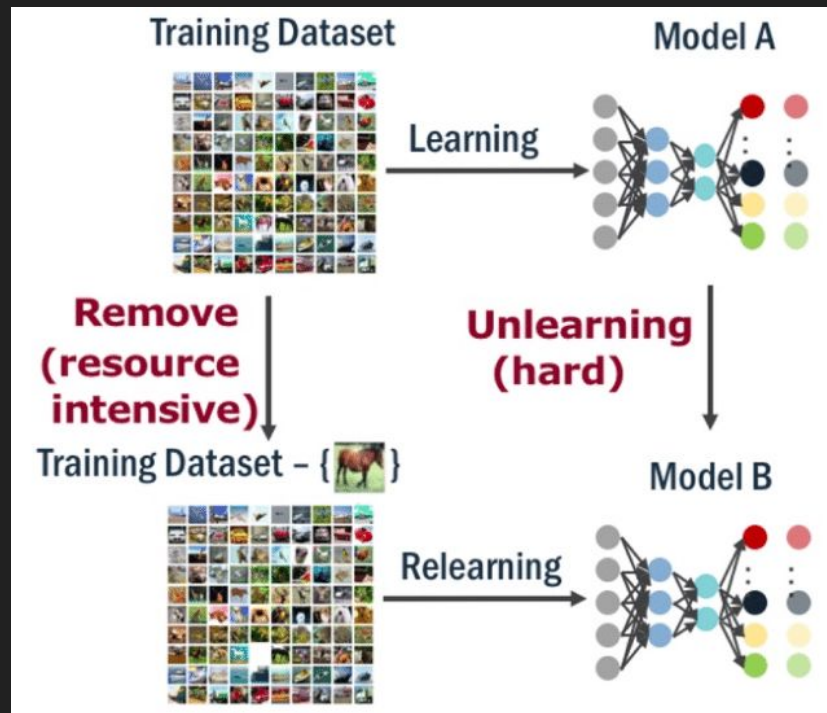 Training Dataset
Model A
Learning
Remove
(resource
intensive)
Unlearning
(hard)
Training Dataset – { }
Model B
Relearning